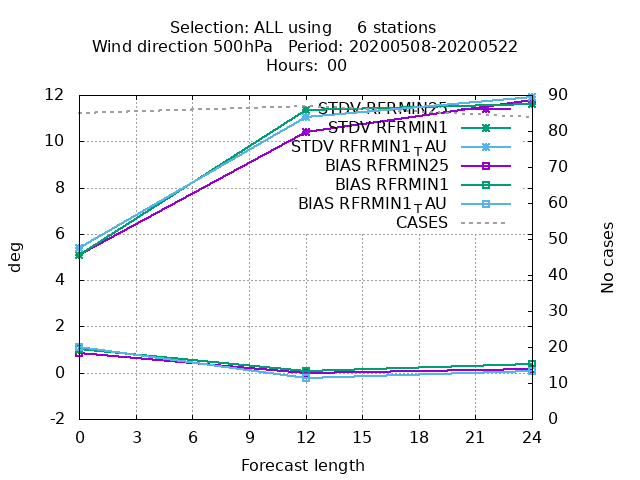 Selection: ALL using 6 stations
Wind direction 500hPa Period: 20200508-20200522
Hours: 00
12
10
8
6
4
2
0
-2
90
80
70
60
50
40
30
20
10
0
deg
No cases
STDV RFRMIN25
STDV RFRMIN1
STDV RFRMIN1_TAU
BIAS RFRMIN25
BIAS RFRMIN1
BIAS RFRMIN1_TAU
CASES
0 3 6 9 12 15 18 21 24
Forecast length